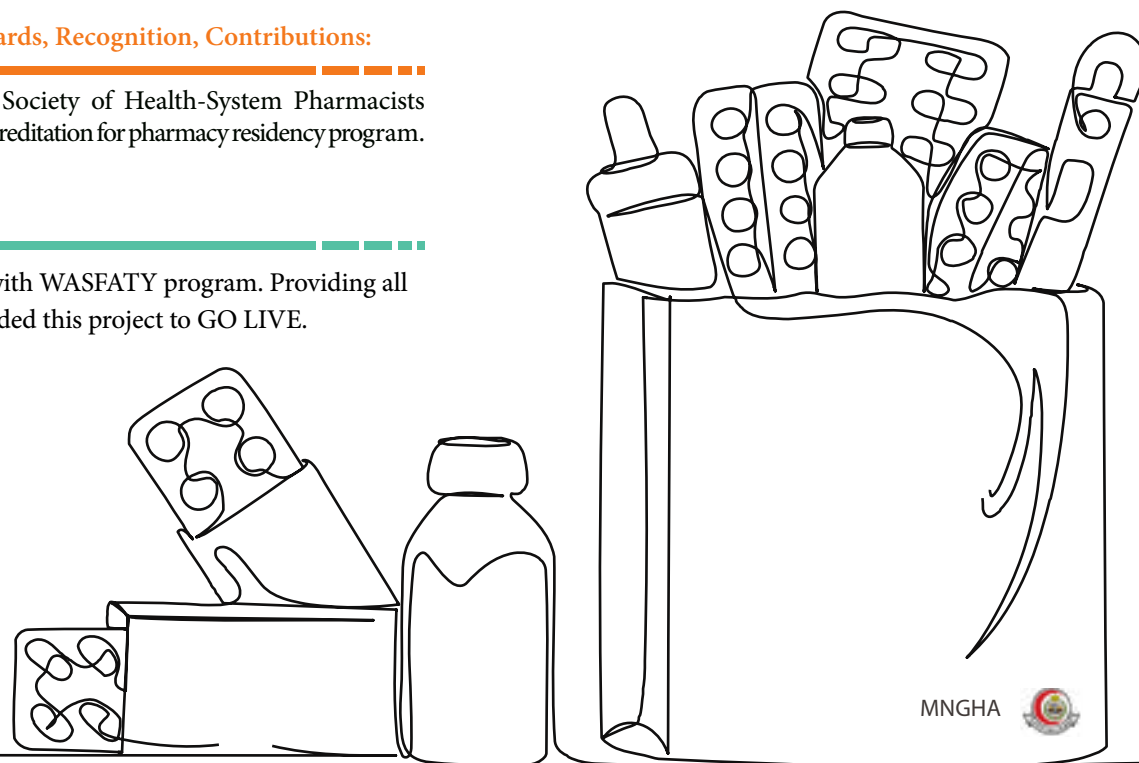 ards, Recognition, Contributions:
Society of Health-System Pharmacists
reditation for pharmacy residency program.
with WASFATY program. Providing all
ded this project to GO LIVE.
MNGHA